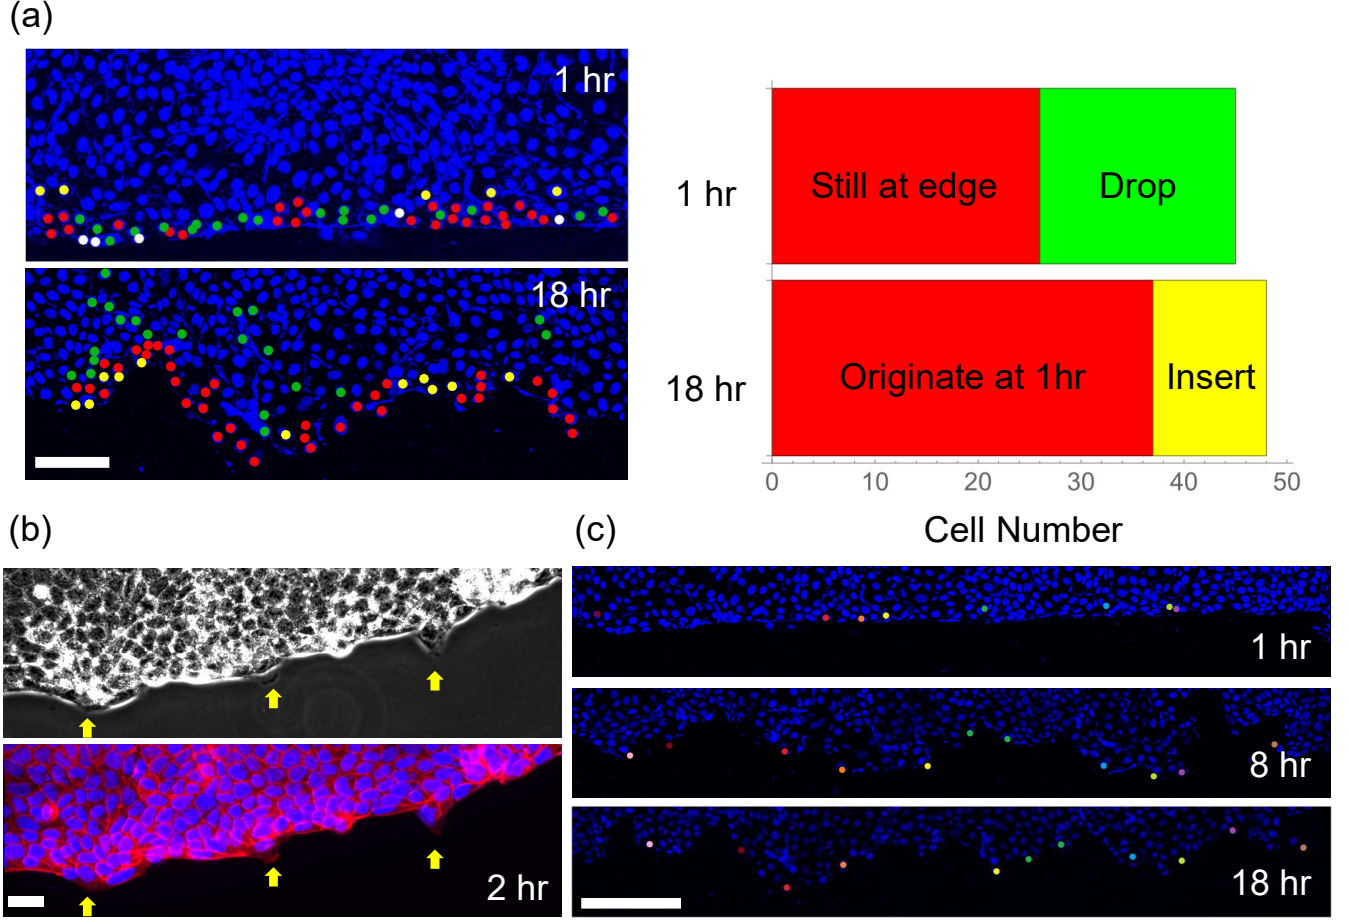 (a)
1 hr
18 hr
1 hr
Still at edge
Drop
18 hr
Originate at 1hr
Insert
0
10
20
30
40
50
Cell Number
(b)
2 hr
(c)
1 hr
8 hr
18 hr